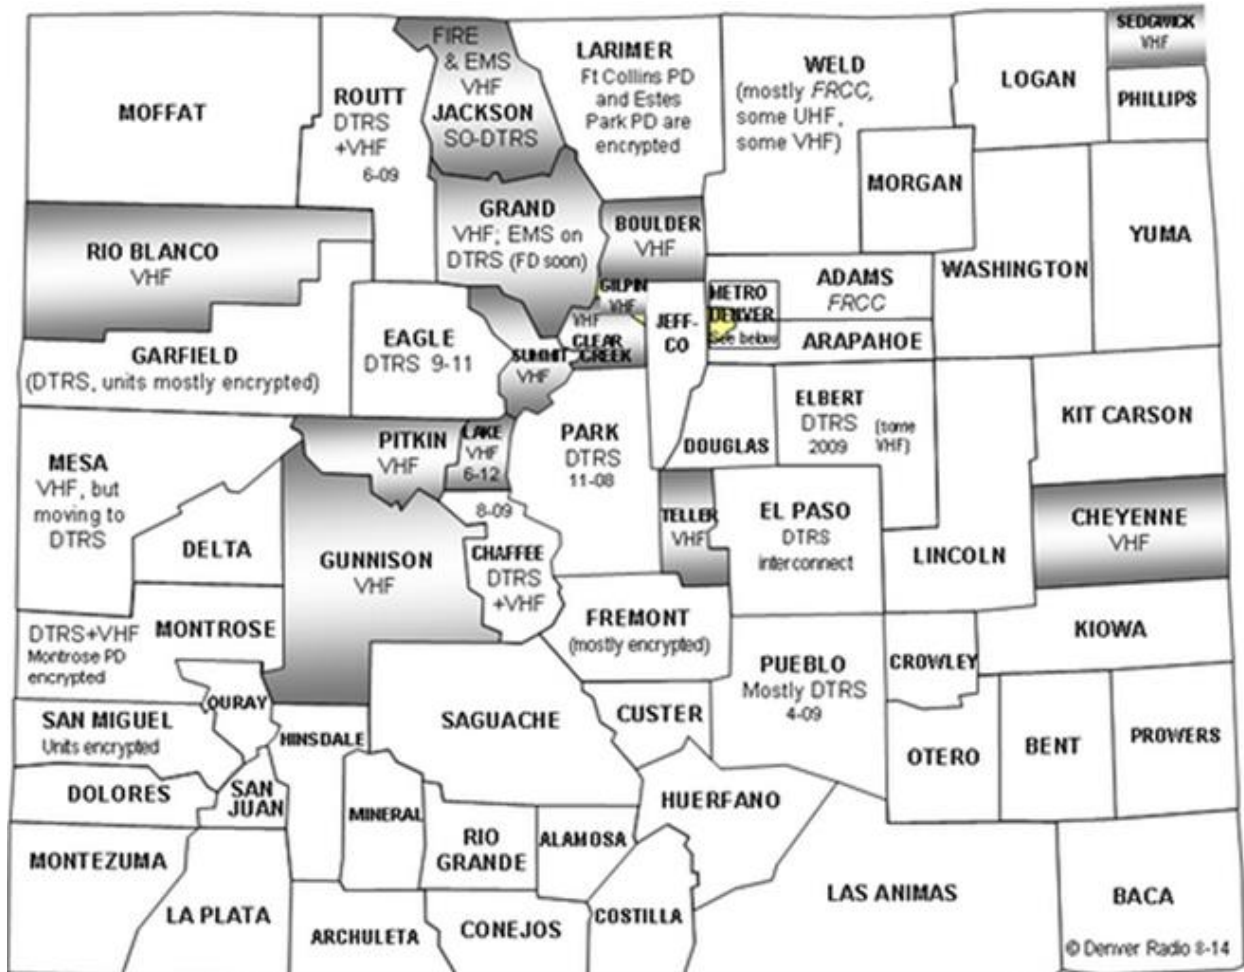 MOFFAT
ROUTT
DTRS
+VHF
6-09
FIRE
& EMS
VHF
JACKSON
SO-DTRS
LARIMER
Ft Collins PD
and Estes
Park PD are
encrypted
WELD
(mostly FRCC,
some UHF,
some VHF)
LOGAN
SEDGWICK
VHF
PHILLIPS
MORGAN
RIO BLANCO
VHF
GRAND
VHF; EMS on
DTRS (FD soon)
BOULDER
VHF
WASHINGTON
YUMA
GILPIN
VHF
METRO
DENVER
See below
ADAMS
FRCC
GARFIELD
(DTRS, units mostly encrypted)
EAGLE
DTRS 9-11
SUMMIT
VHF
VHF
CLEAR
CREEK
JEFF-
CO
ARAPAHOE
MESA
VHF, but
moving to
DTRS
PITKIN
VHF
LAKE
VHF
6-12
PARK
DTRS
11-08
DOUGLAS
ELBERT
DTRS
2009
(some
VHF)
KIT CARSON
DELTA
GUNNISON
VHF
8-09
CHAFFEE
DTRS
+VHF
TELLER
VHF
EL PASO
DTRS
interconnect
LINCOLN
CHEYENNE
VHF
DTRS+VHF
MONTROSE
Montrose PD
encrypted
FREMONT
(mostly encrypted)
PUEBLO
Mostly DTRS
4-09
CROWLEY
KIOWA
SAN MIGUEL
Units encrypted
OURAY
HINSDALE
SAGUACHE
CUSTER
OTERO
BENT
PROWERS
DOLORES
SAN
JUAN
MINERAL
RIO
GRANDE
ALAMOSA
HUERFANO
MONTEZUMA
LA PLATA
ARCHULETA
CONEJOS
COSTILLA
LAS ANIMAS
BACA
© Denver Radio 8-14